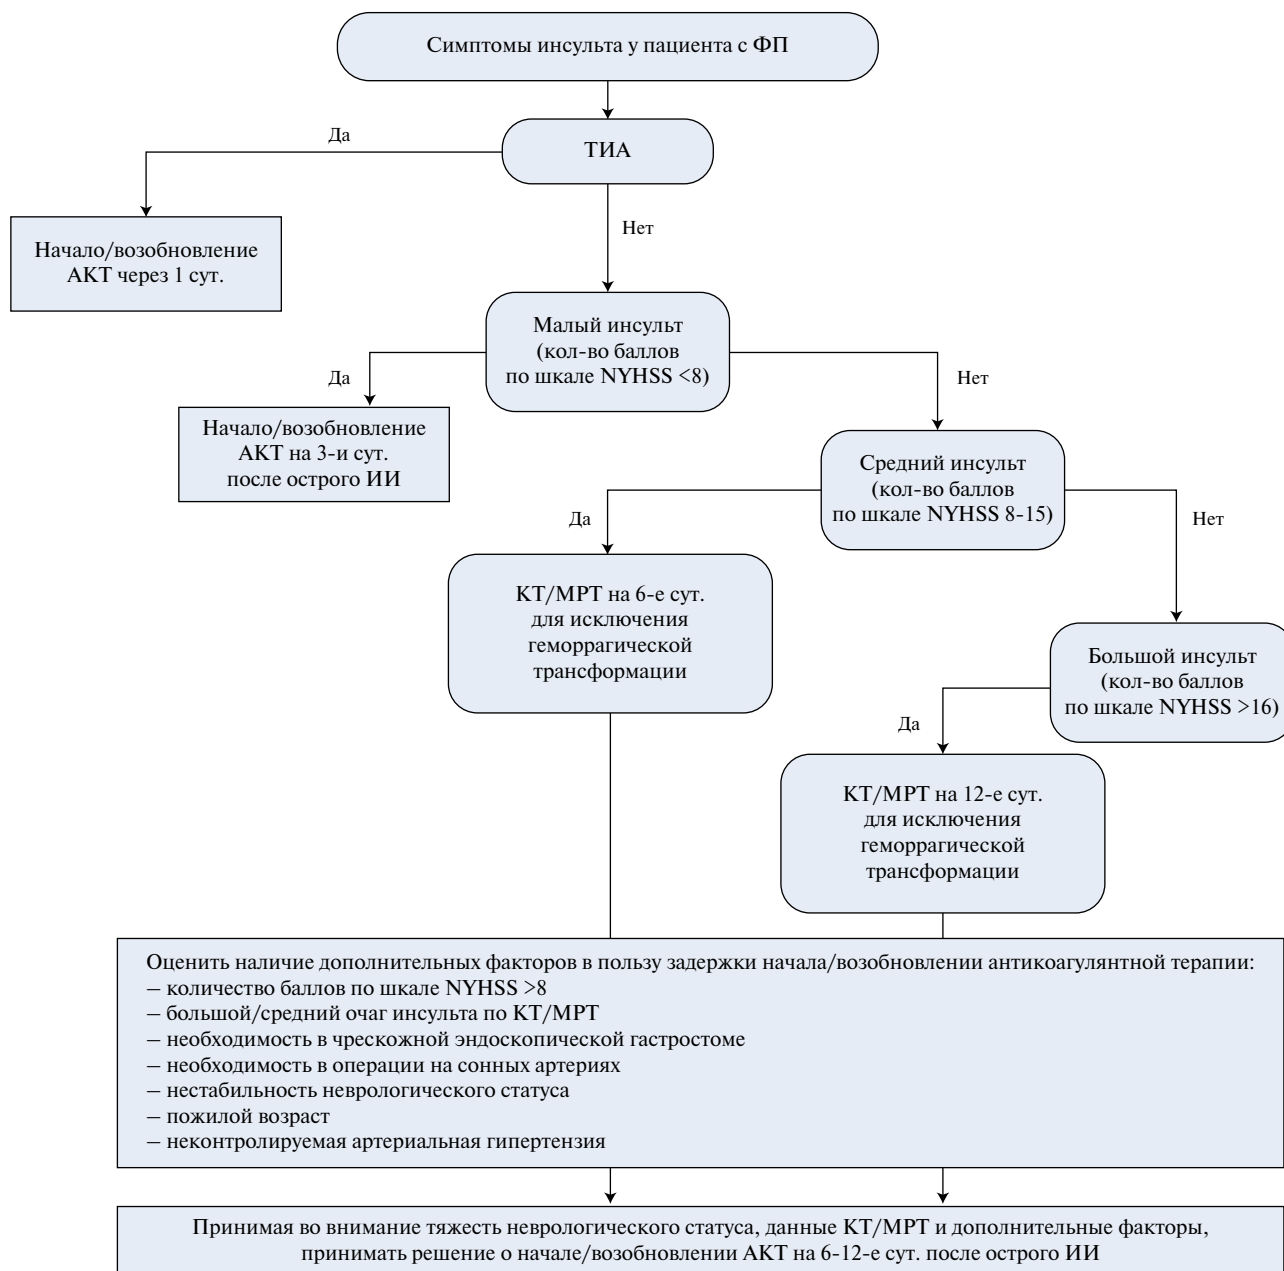 Симптомы инсульта у пациента с ФП
Да
ТИА
Нет
Начало/возобновление
АКТ через 1 сут.
Малый инсульт
(кол-во баллов
по шкале NYHSS <8)
Да
Нет
Начало/возобновление
АКТ на 3-и сут.
после острого ИИ
Средний инсульт
(кол-во баллов
по шкале NYHSS 8-15)
Да
Нет
КТ/МРТ на 6-е сут.
для исключения
геморрагической
трансформации
Большой инсульт
(кол-во баллов
по шкале NYHSS >16)
Да
КТ/МРТ на 12-е сут.
для исключения
геморрагической
трансформации
Оценить наличие дополнительных факторов в пользу задержки начала/возобновлении антикоагулянтной терапии:
– количество баллов по шкале NYHSS >8
– большой/средний очаг инсульта по КТ/МРТ
– необходимость в чрескожной эндоскопической гастростоме
– необходимость в операции на сонных артериях
– нестабильность неврологического статуса
– пожилой возраст
– неконтролируемая артериальная гипертензия
Принимая во внимание тяжесть неврологического статуса, данные КТ/МРТ и дополнительные факторы,
принимать решение о начале/возобновлении АКТ на 6-12-е сут. после острого ИИ